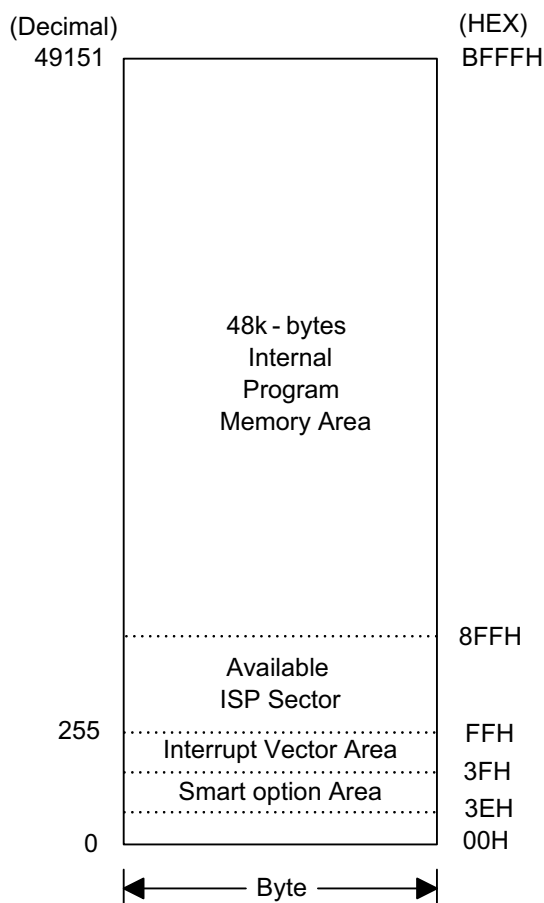 (Decimal)
(HEX)
49151
BFFFH
48k - bytes
Internal
Program
Memory Area
8FFH
Available
ISP Sector
255
FFH
Interrupt Vector Area
3FH
Smart option Area
3EH
0
00H
Byte